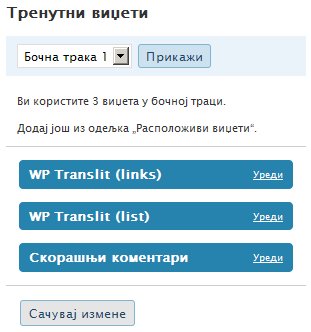 Тренутни виџети
Бочна трака 1 Прикажи
Ви користите 3 виџета у бочној траци.
Додај још из одељка „Расположиви виџети“.
WP Translit (links) Уреди
WP Translit (list) Уреди
Скорашњи коментари Уреди
Сачувај измене